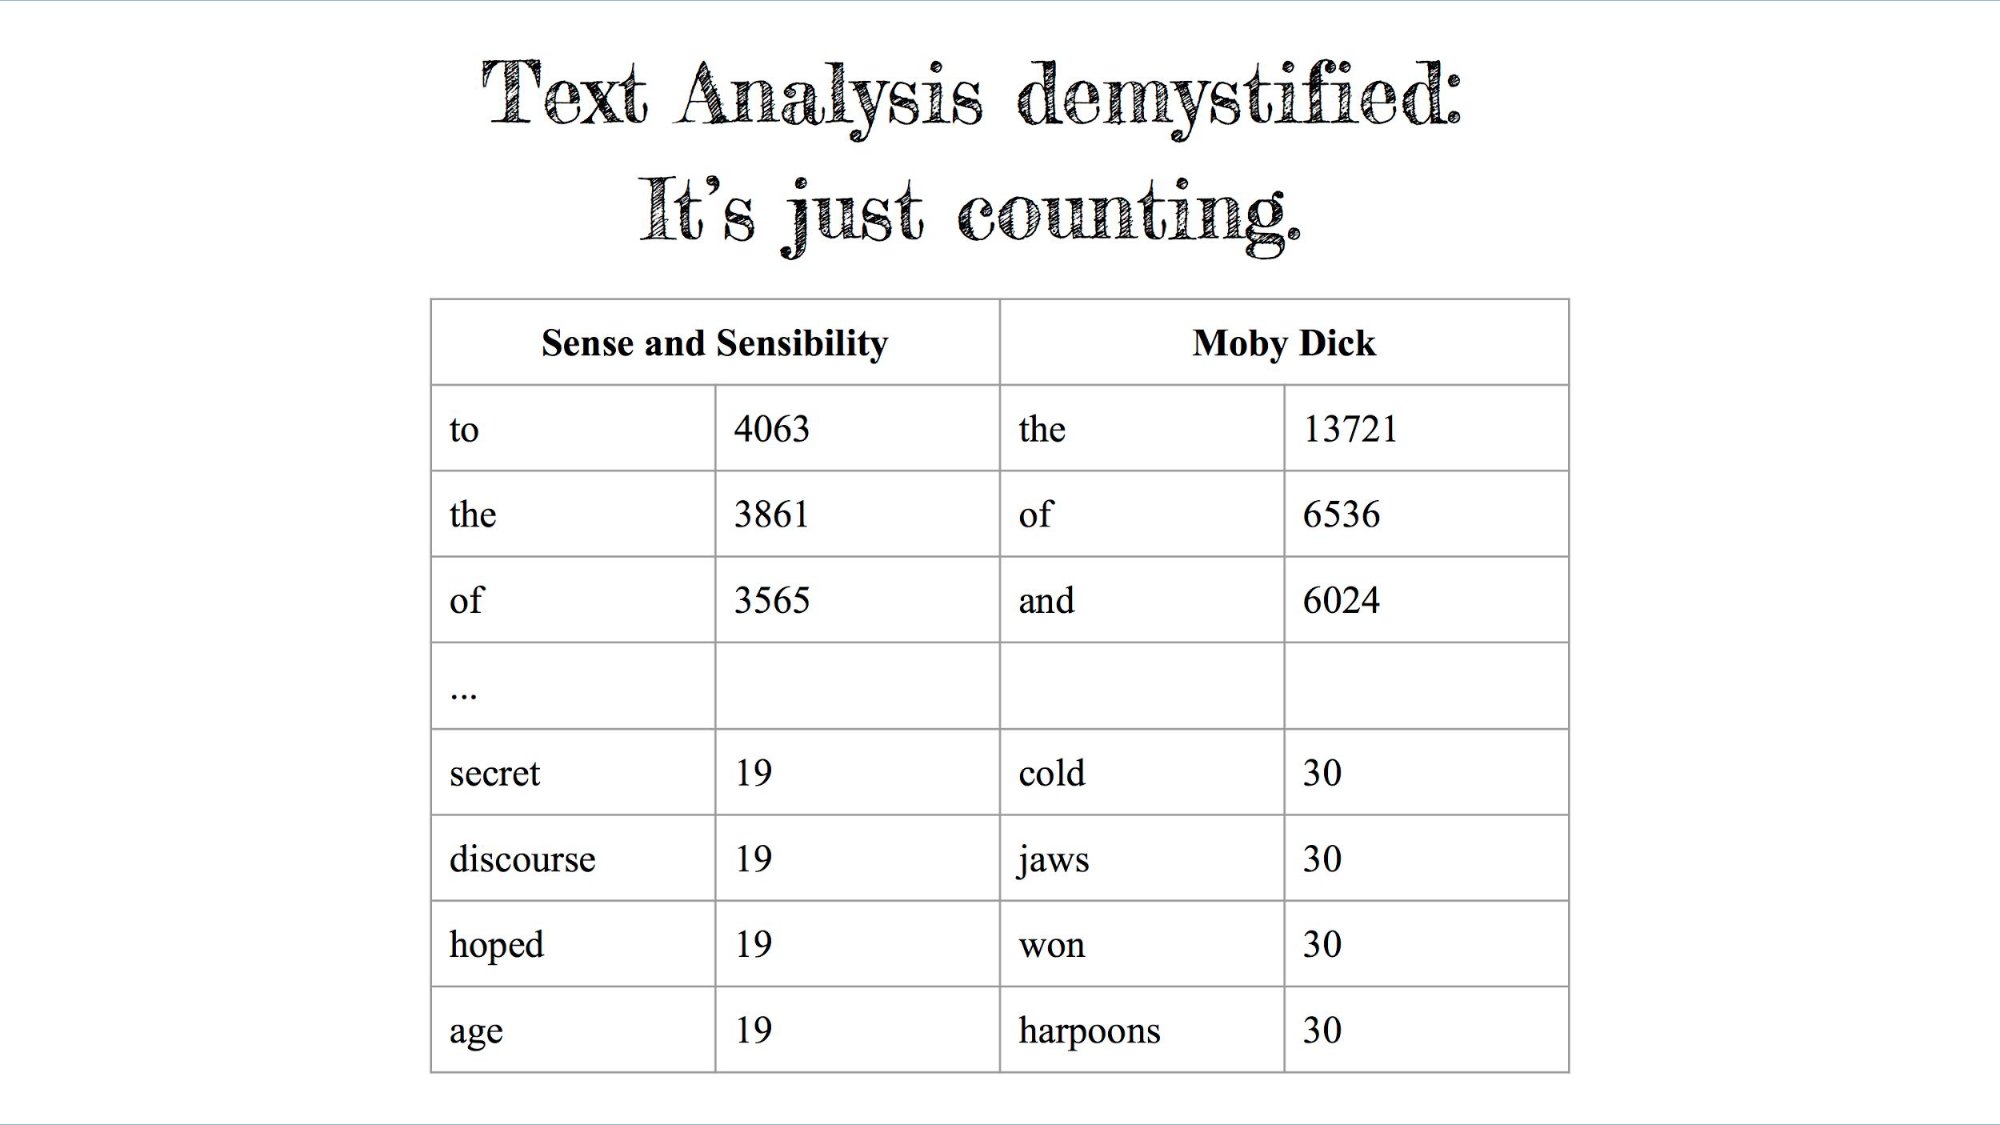 Text Analysis demystified:
It’s just counting.
Sense and Sensibility Moby Dick
to 4063 the 13721
the 3861 of 6536
of 3565 and 6024
...
secret 19 cold 30
discourse 19 jaws 30
hoped 19 won 30
age 19 harpoons 30